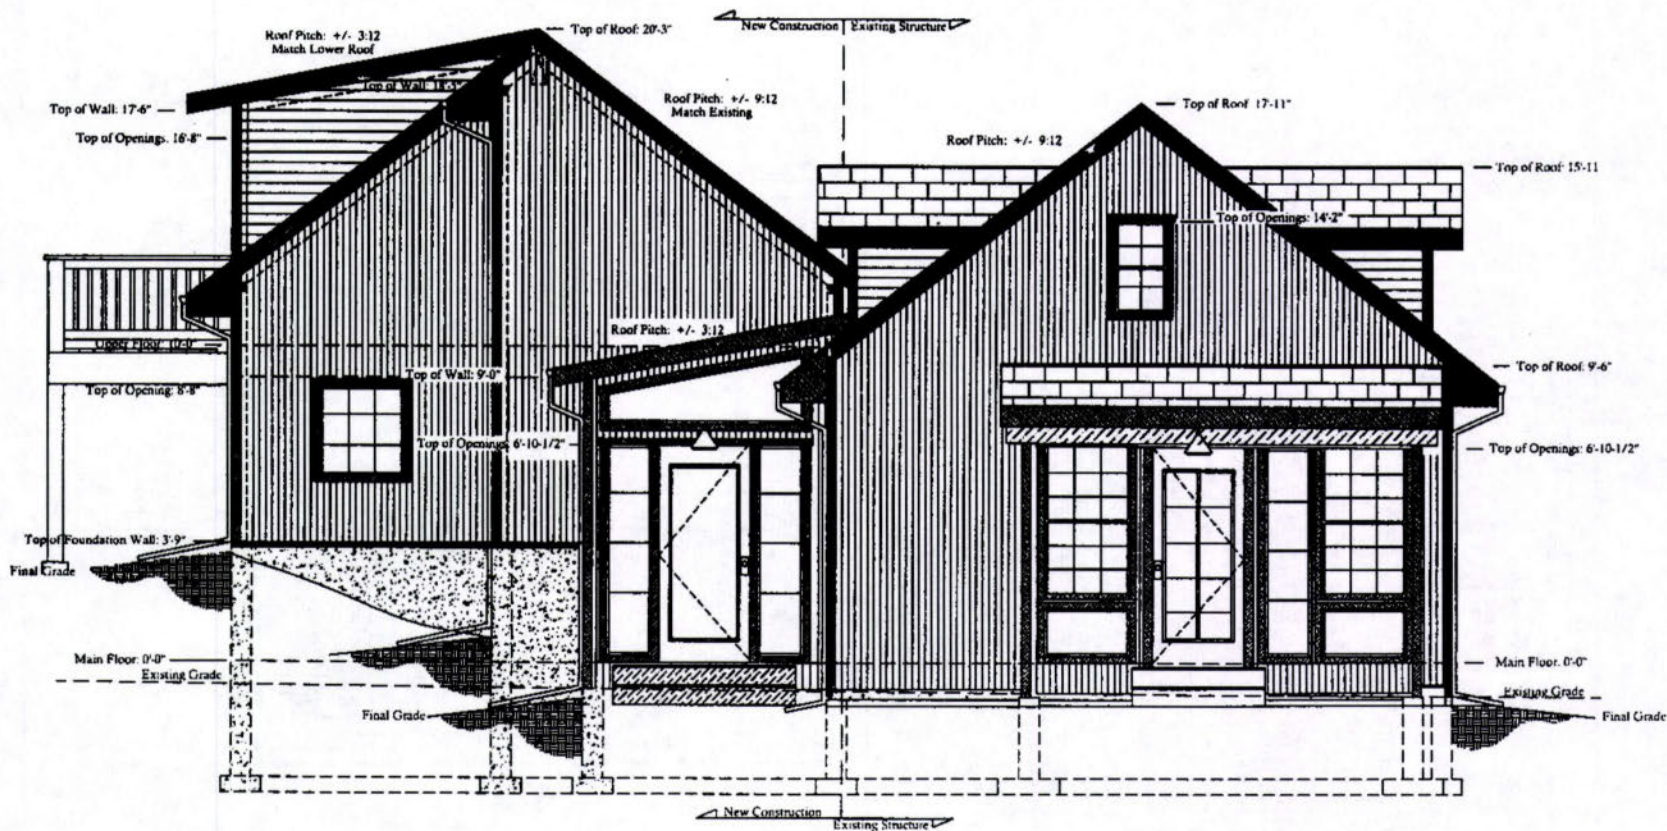 New Construction | Existing Structure
Roof Pitch: +/- 3:12
Match Lower Roof
Top of Roof: 20'-3"
Top of Wall: 17'-6"
Top of Openings: 16'-8"
Top of Wall:
Roof Pitch: +/- 9:12
Match Existing
Top of Roof 17'-11"
Roof Pitch: +/- 9:12
Top of Roof: 15'-11
Top of Openings: 14'-2"
Roof Pitch: +/- 3:12
Upper Floor: 10'-0"
Top of Wall: 9'-0"
Top of Opening: 8'-8"
Top of Roof: 9'-6"
Top of Openings: 6'-10-1/2"
Top of Openings: 6'-10-1/2"
Top of Foundation Wall: 3'-9"
Final Grade
Main Floor: 0'-0"
Existing Grade
Main Floor: 0'-0"
Existing Grade
Final Grade
Final Grade
New Construction
Existing Structure